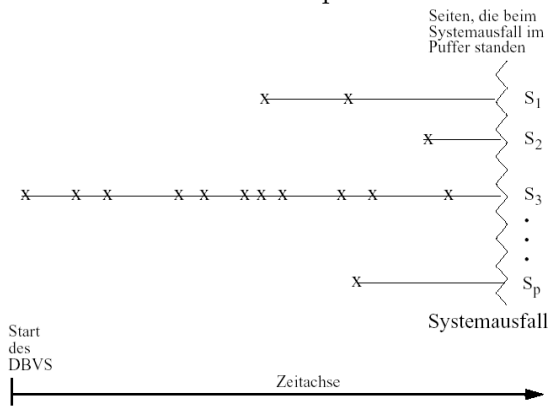 Seiten, die beim
Systemausfall im
Puffer standen
x x S1
x S2
x x x x x x x x x x x S3
x Sp
Systemausfall
Start
des
DBVS
Zeitachse